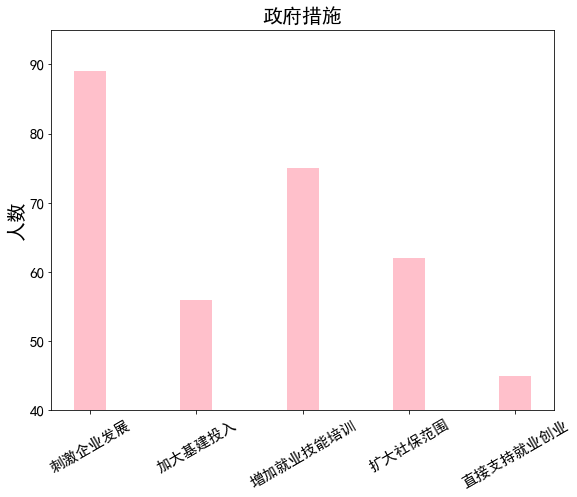 政府措施
人数
90
80
70
60
50
40
刺激企业发展
加大基建投入
增加就业技能培训
扩大社保范围
直接支持就业创业